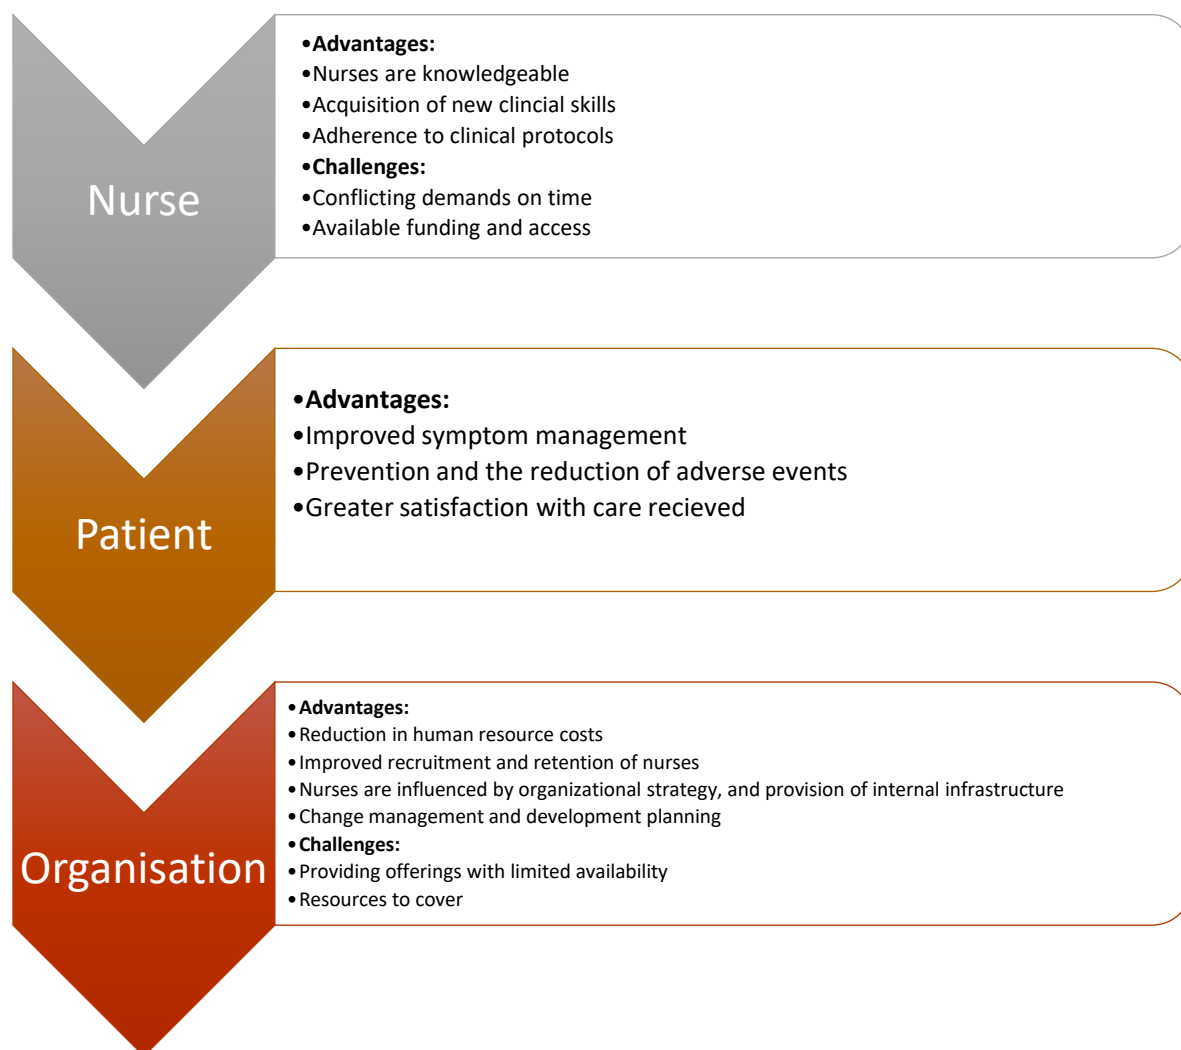 Nurse
•Advantages:
•Nurses are knowledgeable
•Acquisition of new clincial skills
•Adherence to clinical protocols
•Challenges:
•Conflicting demands on time
•Available funding and access
Patient
•Advantages:
•Improved symptom management
•Prevention and the reduction of adverse events
•Greater satisfaction with care recieved
Organisation
•Advantages:
•Reduction in human resource costs
•Improved recruitment and retention of nurses
•Nurses are influenced by organizational strategy, and provision of internal infrastructure
•Change management and development planning
•Challenges:
•Providing offerings with limited availability
•Resources to cover